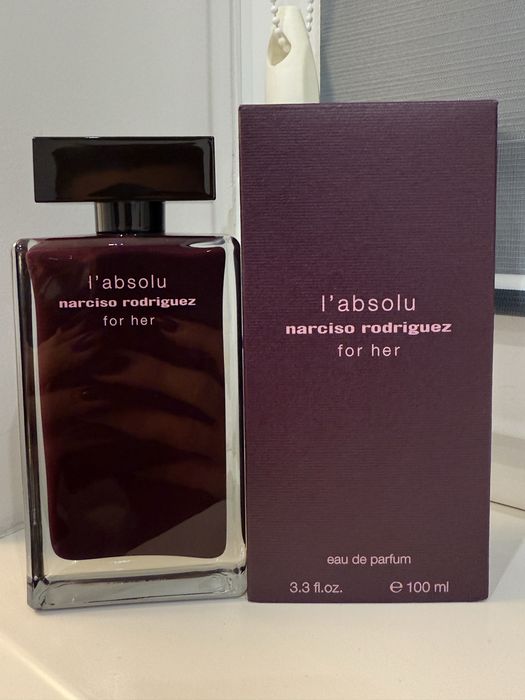 l'absolu
narciso rodriguez
for her
l'absolu
narciso rodriguez
for her
eau de parfum
3.3 fl.oz. ℮ 100 ml